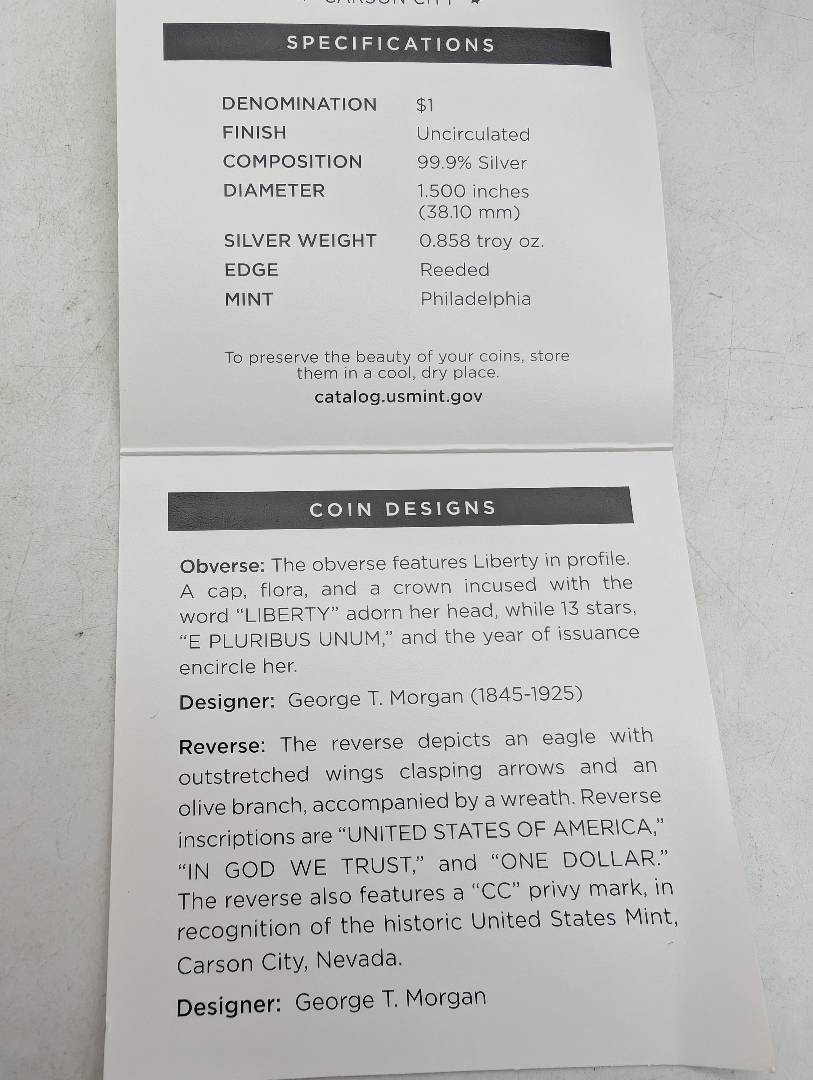 CARSON CITY
SPECIFICATIONS
DENOMINATION $1
FINISH Uncirculated
COMPOSITION 99.9% Silver
DIAMETER 1.500 inches
(38.10 mm)
SILVER WEIGHT 0.858 troy oz.
EDGE Reeded
MINT Philadelphia
To preserve the beauty of your coins, store
them in a cool, dry place.
catalog.usmint.gov
COIN DESIGNS
Obverse: The obverse features Liberty in profile.
A cap, flora, and a crown incused with the
word “LIBERTY” adorn her head, while 13 stars,
“E PLURIBUS UNUM,” and the year of issuance
encircle her.
Designer: George T. Morgan (1845-1925)
Reverse: The reverse depicts an eagle with
outstretched wings clasping arrows and an
olive branch, accompanied by a wreath. Reverse
inscriptions are “UNITED STATES OF AMERICA,”
“IN GOD WE TRUST,” and “ONE DOLLAR.”
The reverse also features a “CC” privy mark, in
recognition of the historic United States Mint,
Carson City, Nevada.
Designer: George T. Morgan